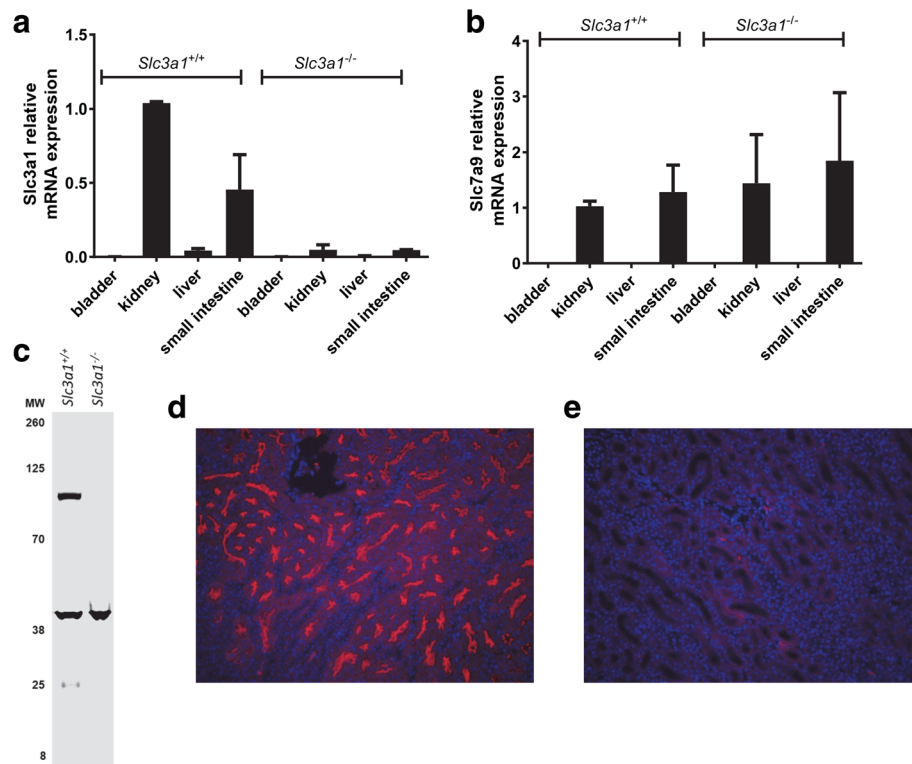 a
Slc3a1+/+
Slc3a1-/-
Slc3a1 relative
mRNA expression
1.5
1.0
0.5
0.0
bladder
kidney
liver
small intestine
bladder
kidney
liver
small intestine
b
Slc3a1+/+
Slc3a1-/-
Slc7a9 relative
mRNA expression
4
3
2
1
0
bladder
kidney
liver
small intestine
bladder
kidney
liver
small intestine
c
Slc3a1+/+
Slc3a1-/-
MW
260
125
70
38
25
8
d
e